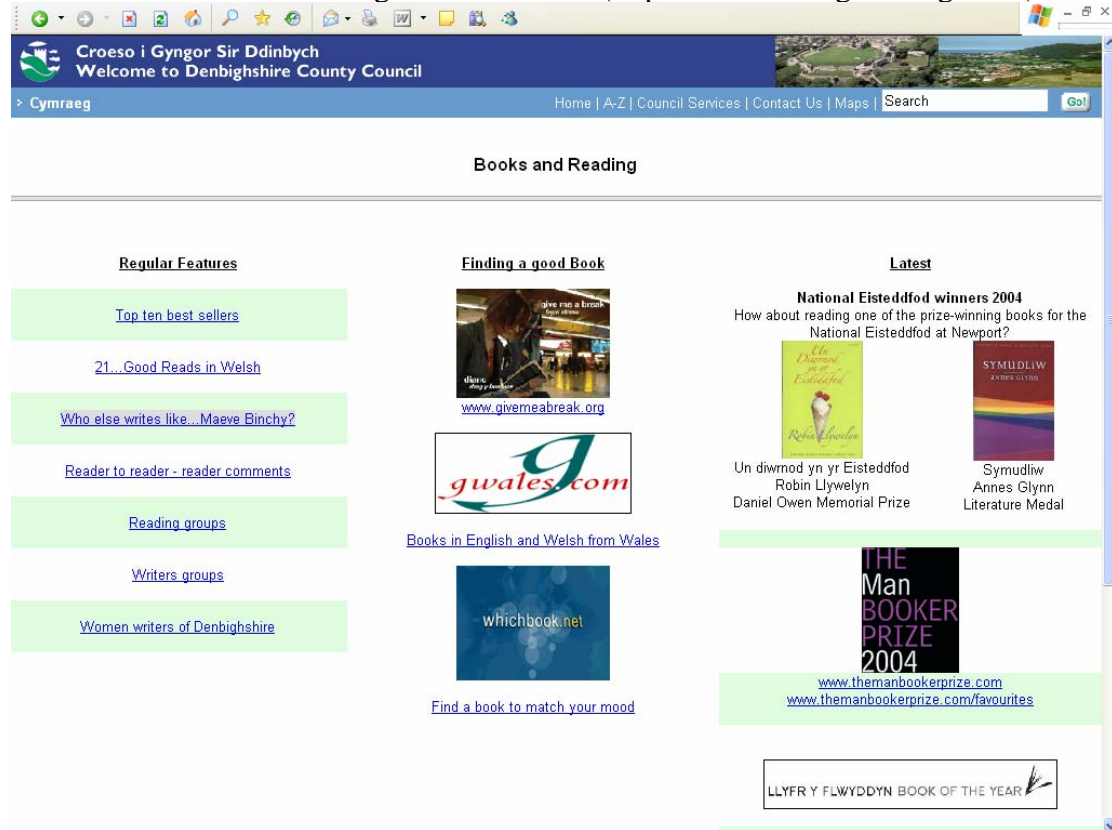 Croeso i Gyngor Sir Ddinbych
Welcome to Denbighshire County Council
> Cymraeg
Home | A-Z | Council Services | Contact Us | Maps | Search Go!
Books and Reading
Regular Features
Top ten best sellers
21...Good Reads in Welsh
Who else writes like...Maeve Binchy?
Reader to reader - reader comments
Reading groups
Writers groups
Women writers of Denbighshire
Finding a good Book
give me a break
dianc
www.givemeabreak.org
gwales.com
Books in English and Welsh from Wales
whichbook.net
Find a book to match your mood
Latest
National Eisteddfod winners 2004
How about reading one of the prize-winning books for the
National Eisteddfod at Newport?
Un
Diwrnod
yn yr
Eisteddfod
Robin Llywelyn
Un diwrnod yn yr Eisteddfod
Robin Llywelyn
Daniel Owen Memorial Prize
SYMUDLIW
ANNES GLYNN
Symudliw
Annes Glynn
Literature Medal
THE
Man
BOOKER
PRIZE
2004
www.themanbookerprize.com
www.themanbookerprize.com/favourites
LLYFR Y FLWYDDYN BOOK OF THE YEAR